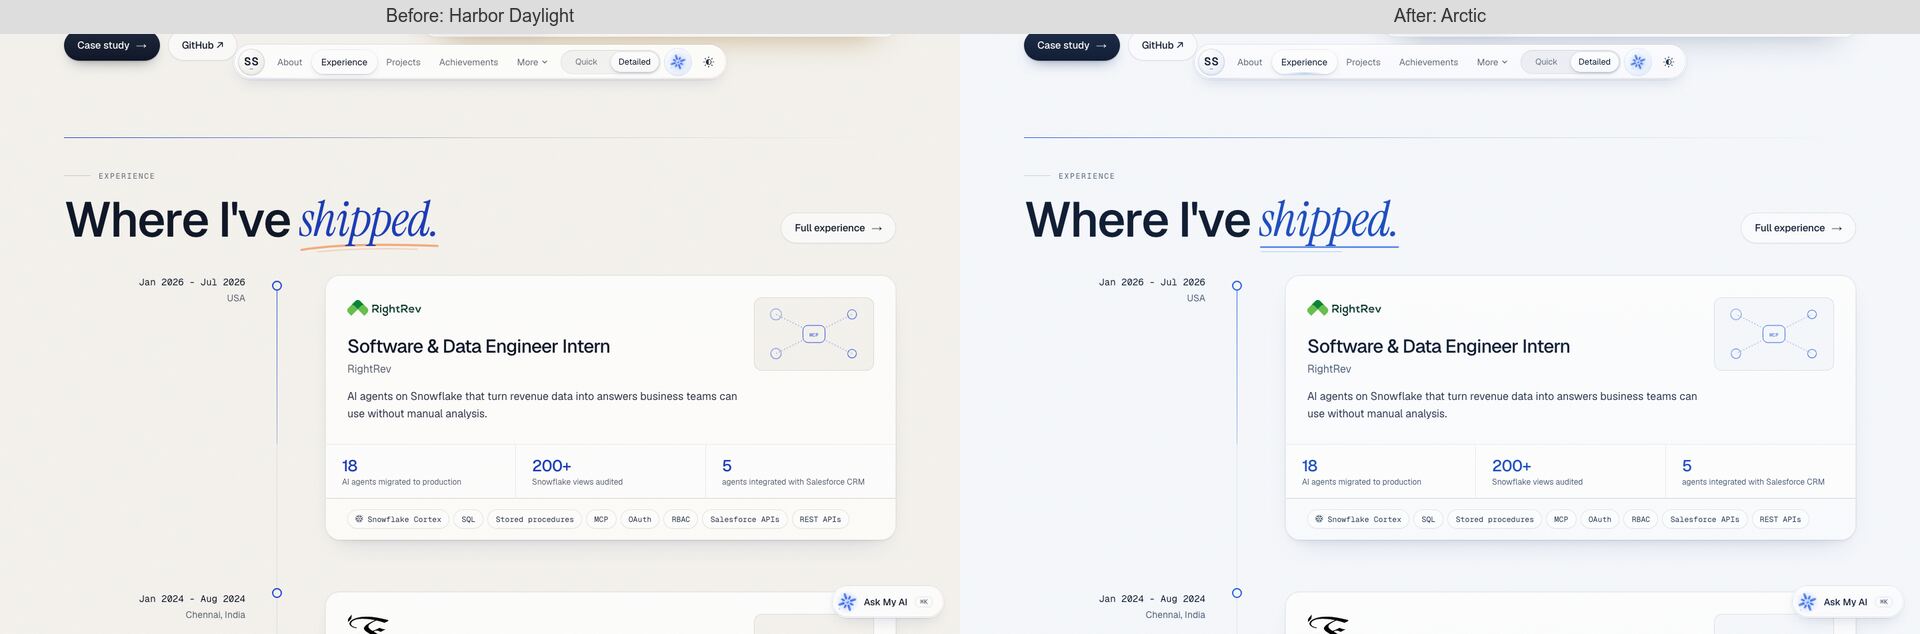 Before: Harbor Daylight
Case study →
GitHub ↗
SS
About
Experience
Projects
Achievements
More
Quick
Detailed
EXPERIENCE
Where I've shipped.
Full experience →
Jan 2026 - Jul 2026
USA
RightRev
MCP
Software & Data Engineer Intern
RightRev
AI agents on Snowflake that turn revenue data into answers business teams can
use without manual analysis.
18
AI agents migrated to production
200+
Snowflake views audited
5
agents integrated with Salesforce CRM
Snowflake Cortex
SQL
Stored procedures
MCP
OAuth
RBAC
Salesforce APIs
REST APIs
Jan 2024 - Aug 2024
Chennai, India
Ask My AI
⌘K
After: Arctic
Case study →
GitHub ↗
SS
About
Experience
Projects
Achievements
More
Quick
Detailed
EXPERIENCE
Where I've shipped.
Full experience →
Jan 2026 - Jul 2026
USA
RightRev
MCP
Software & Data Engineer Intern
RightRev
AI agents on Snowflake that turn revenue data into answers business teams can
use without manual analysis.
18
AI agents migrated to production
200+
Snowflake views audited
5
agents integrated with Salesforce CRM
Snowflake Cortex
SQL
Stored procedures
MCP
OAuth
RBAC
Salesforce APIs
REST APIs
Jan 2024 - Aug 2024
Chennai, India
Ask My AI
⌘K